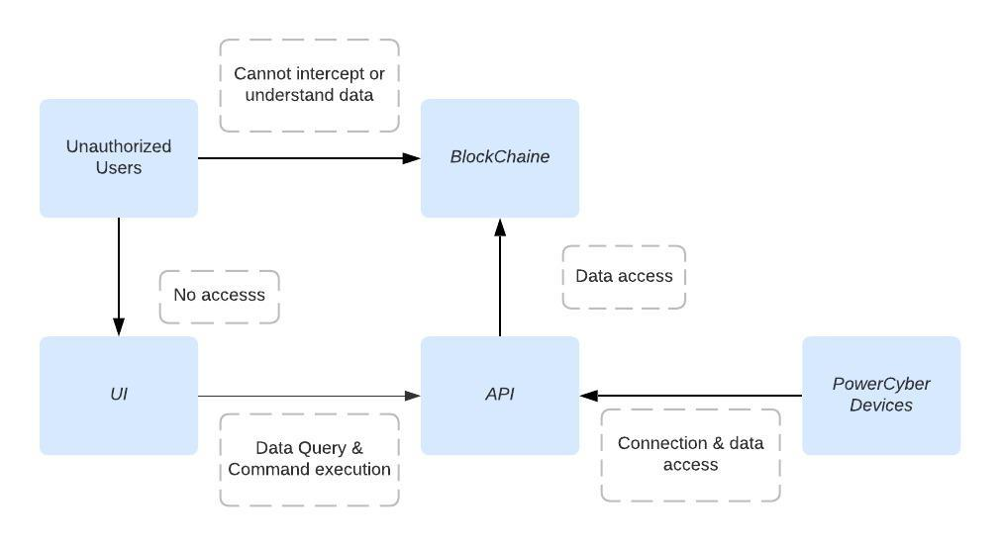 Cannot intercept or
understand data
Unauthorized
Users
BlockChaine
Data access
No accesss
UI
API
PowerCyber
Devices
Data Query &
Command execution
Connection & data
access